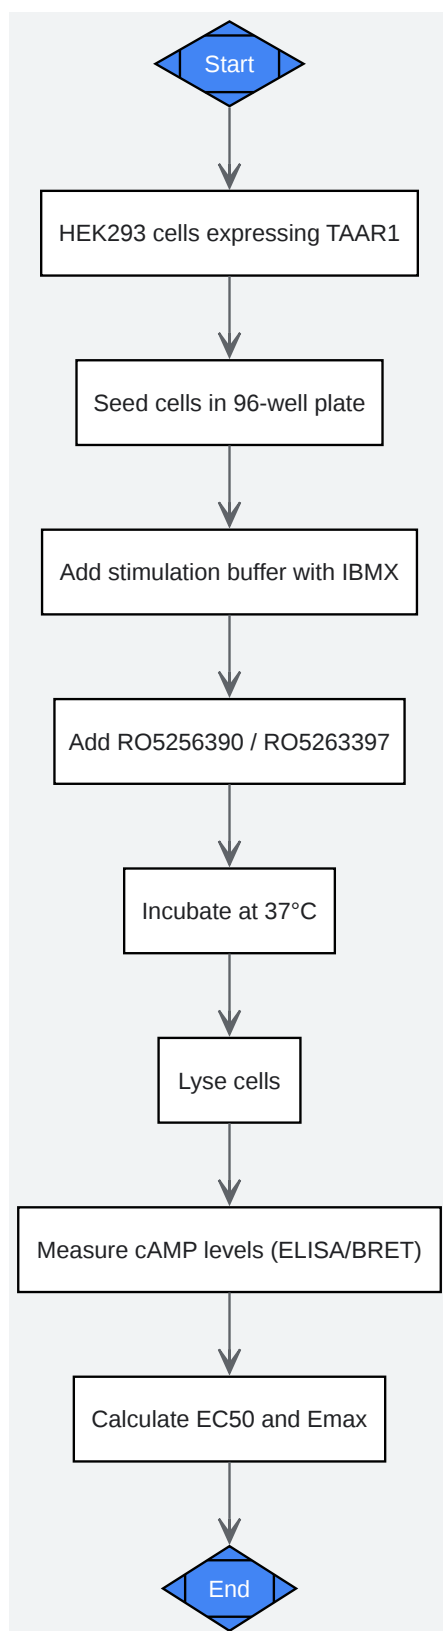 Start
HEK293 cells expressing TAAR1
Seed cells in 96-well plate
Add stimulation buffer with IBMX
Add RO5256390 / RO5263397
Incubate at 37°C
Lyse cells
Measure cAMP levels (ELISA/BRET)
Calculate EC50 and Emax
End